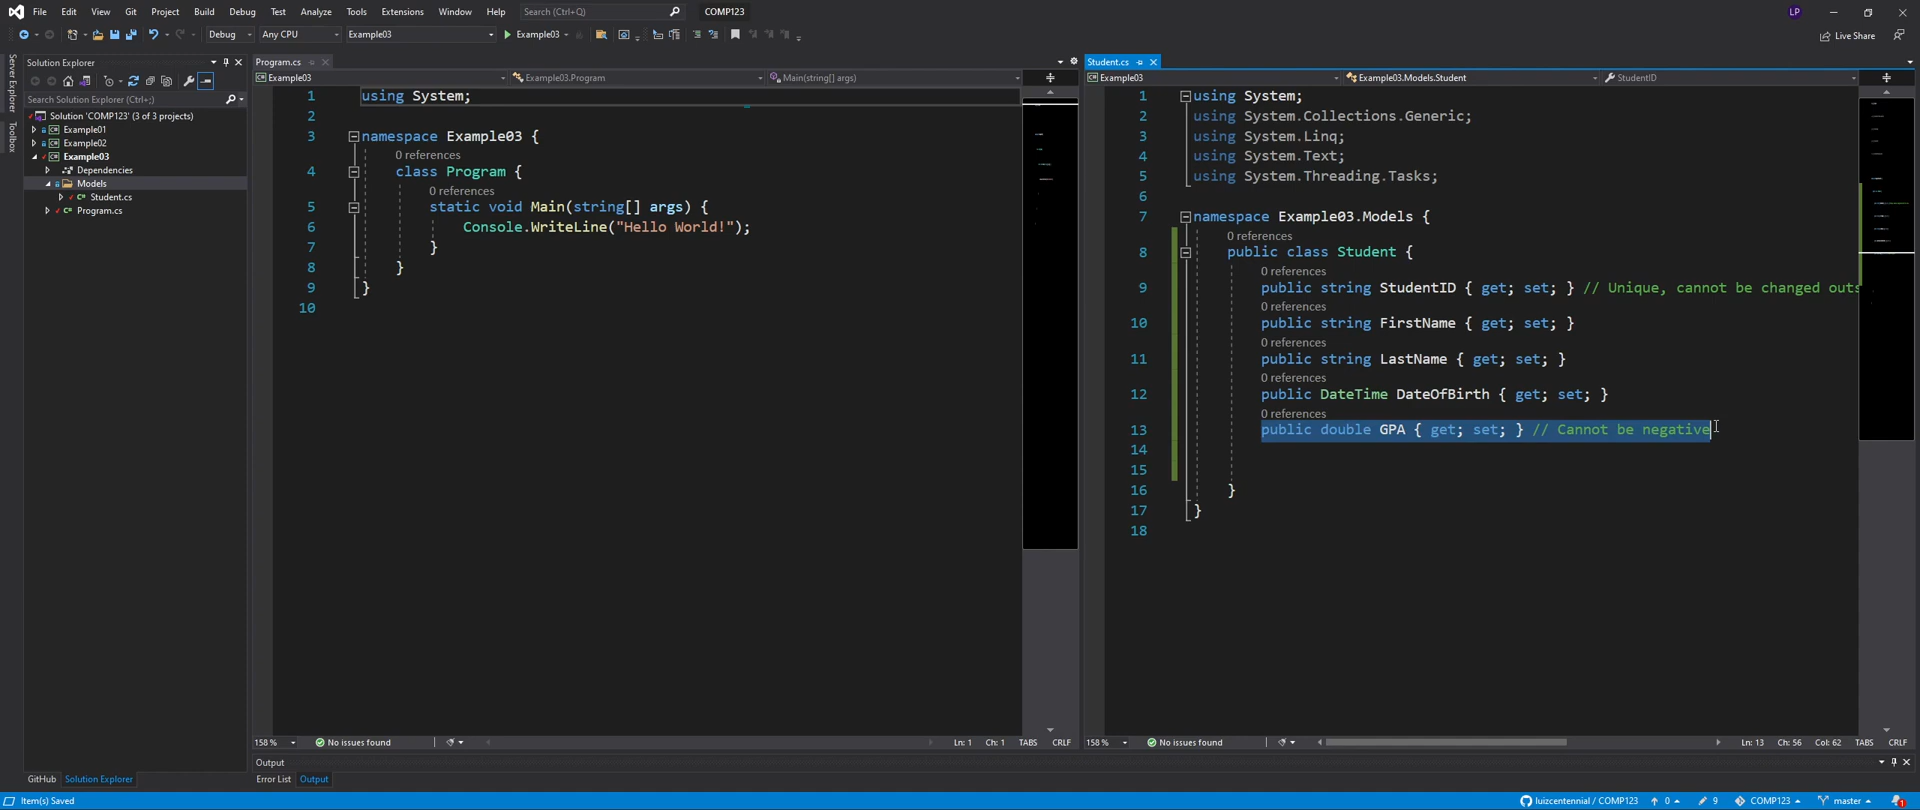 File Edit View Git Project Build Debug Test Analyze Tools Extensions Window Help Search (Ctrl+Q) COMP123 LP
Debug Any CPU Example03 Example03 Live Share
Server Explorer
Toolbox
Solution Explorer
Search Solution Explorer (Ctrl+;)
Solution 'COMP123' (3 of 3 projects)
Example01
Example02
Example03
Dependencies
Models
Student.cs
Program.cs
GitHub Solution Explorer
Program.cs
Example03 Example03.Program Main(string[] args)
1 using System;
2
3 namespace Example03 {
0 references
4 class Program {
0 references
5 static void Main(string[] args) {
6 Console.WriteLine("Hello World!");
7 }
8 }
9 }
10
158 % No issues found Ln: 1 Ch: 1 TABS CRLF
Student.cs
Example03 Example03.Models.Student StudentID
1 using System;
2 using System.Collections.Generic;
3 using System.Linq;
4 using System.Text;
5 using System.Threading.Tasks;
6
7 namespace Example03.Models {
0 references
8 public class Student {
0 references
9 public string StudentID { get; set; } // Unique, cannot be changed outs
0 references
10 public string FirstName { get; set; }
0 references
11 public string LastName { get; set; }
0 references
12 public DateTime DateOfBirth { get; set; }
0 references
13 public double GPA { get; set; } // Cannot be negative
14
15
16 }
17 }
18
158 % No issues found Ln: 13 Ch: 56 Col: 62 TABS CRLF
Output
Error List Output
Item(s) Saved luizcentennial / COMP123 0 9 COMP123 master 1